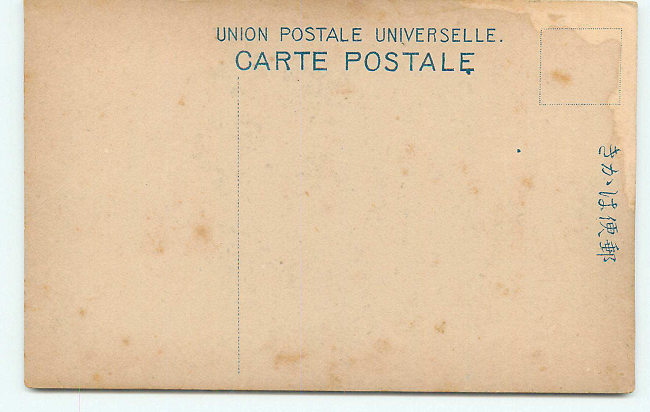 UNION POSTALE UNIVERSELLE.
CARTE POSTALE
郵便はかき